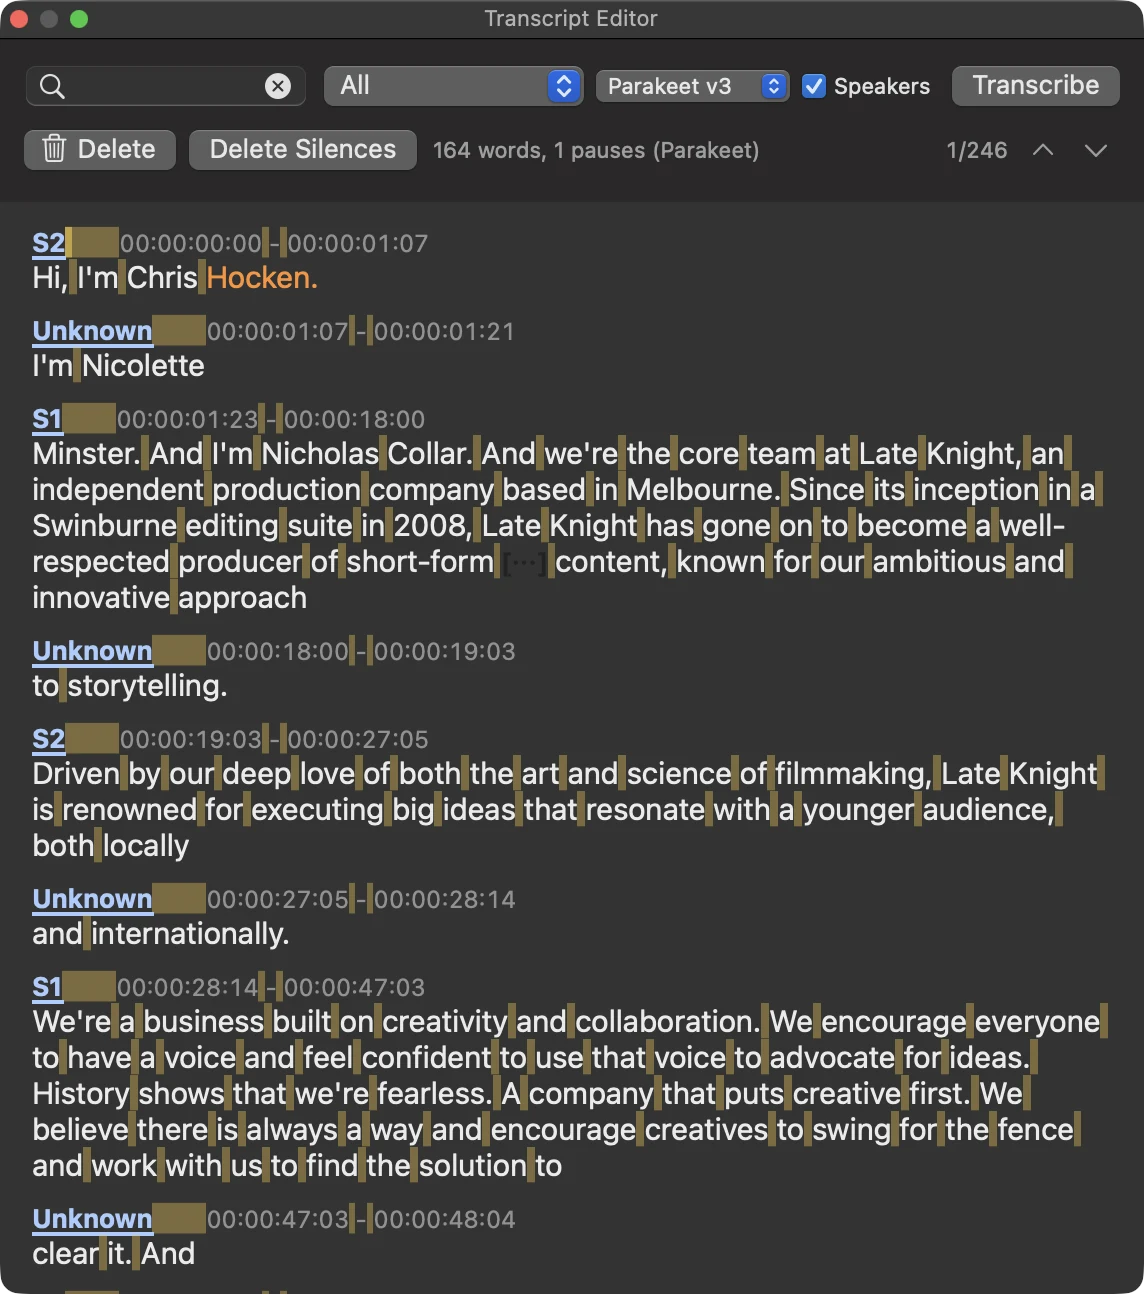 Transcript Editor
All
Parakeet v3
Speakers
Transcribe
Delete
Delete Silences
164 words, 1 pauses (Parakeet)
1/246
S2 00:00:00:00 - 00:00:01:07
Hi, I'm Chris Hocken.
Unknown 00:00:01:07 - 00:00:01:21
I'm Nicolette
S1 00:00:01:23 - 00:00:18:00
Minster. And I'm Nicholas Collar. And we're the core team at Late Knight, an
independent production company based in Melbourne. Since its inception in a
Swinburne editing suite in 2008, Late Knight has gone on to become a well-
respected producer of short-form [···] content, known for our ambitious and
innovative approach
Unknown 00:00:18:00 - 00:00:19:03
to storytelling.
S2 00:00:19:03 - 00:00:27:05
Driven by our deep love of both the art and science of filmmaking, Late Knight
is renowned for executing big ideas that resonate with a younger audience,
both locally
Unknown 00:00:27:05 - 00:00:28:14
and internationally.
S1 00:00:28:14 - 00:00:47:03
We're a business built on creativity and collaboration. We encourage everyone
to have a voice and feel confident to use that voice to advocate for ideas.
History shows that we're fearless. A company that puts creative first. We
believe there is always a way and encourage creatives to swing for the fence
and work with us to find the solution to
Unknown 00:00:47:03 - 00:00:48:04
clear it. And